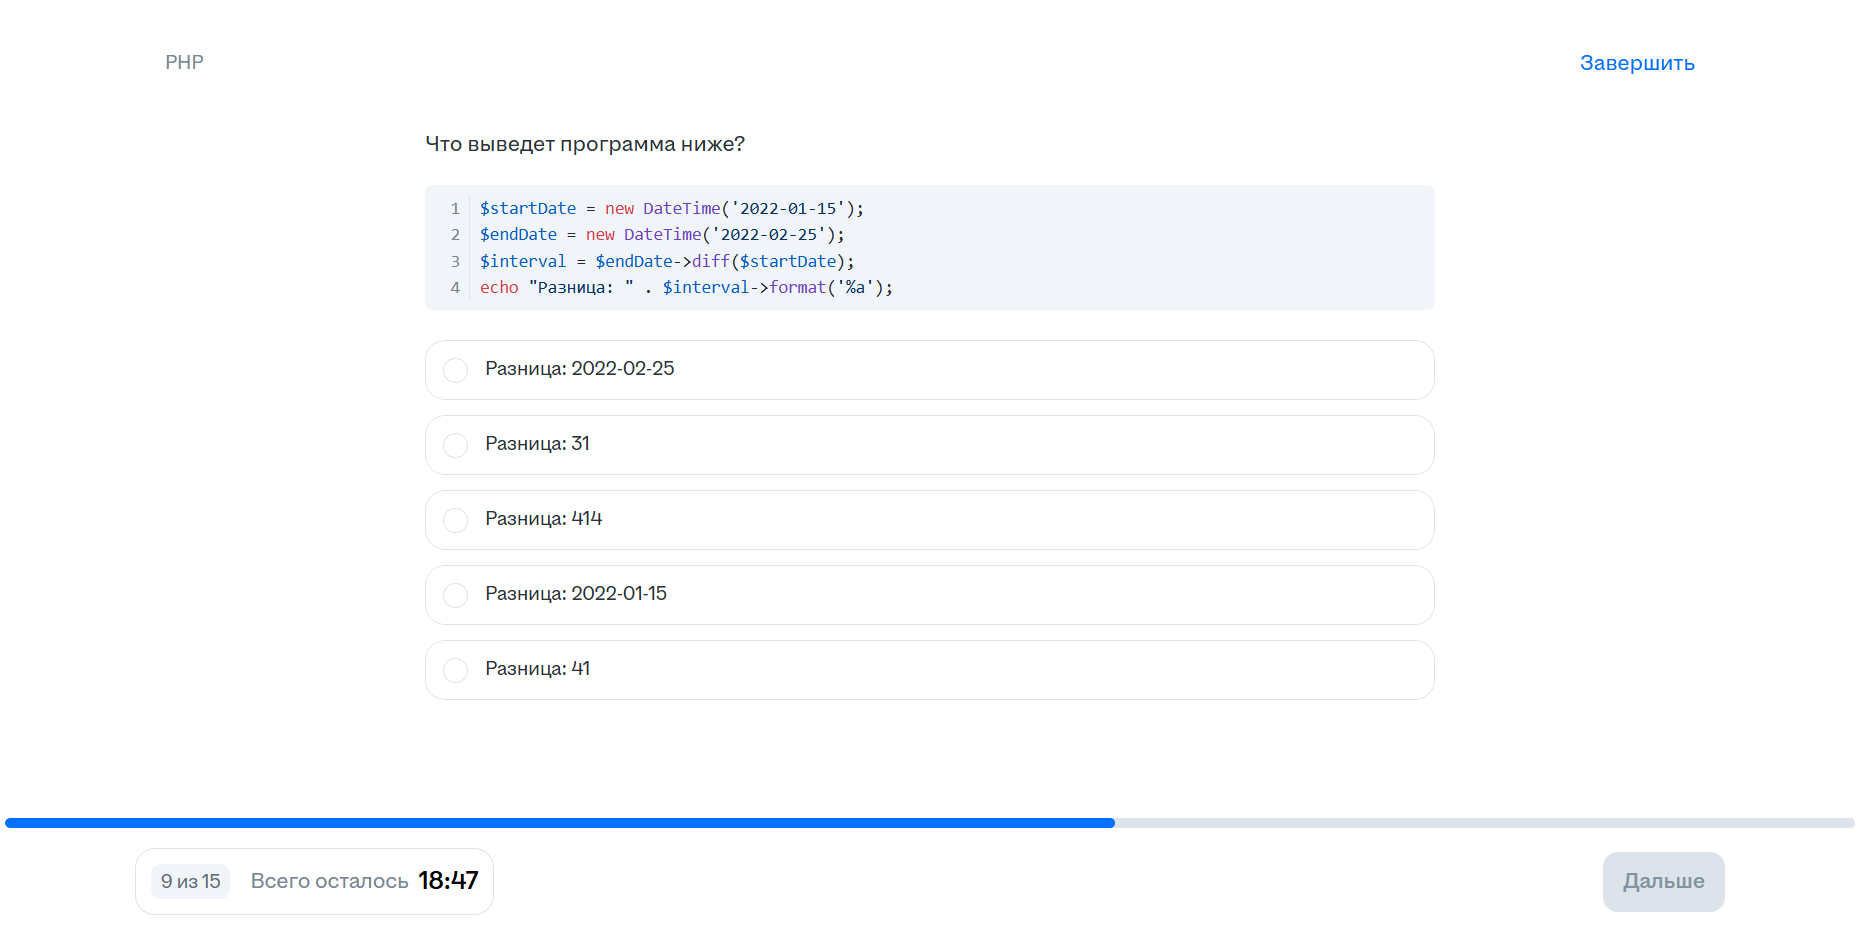 PHP
Завершить
Что выведет программа ниже?
1 $startDate = new DateTime('2022-01-15');
2 $endDate = new DateTime('2022-02-25');
3 $interval = $endDate->diff($startDate);
4 echo "Разница: " . $interval->format('%a');
Разница: 2022-02-25
Разница: 31
Разница: 414
Разница: 2022-01-15
Разница: 41
9 из 15 Всего осталось 18:47
Дальше